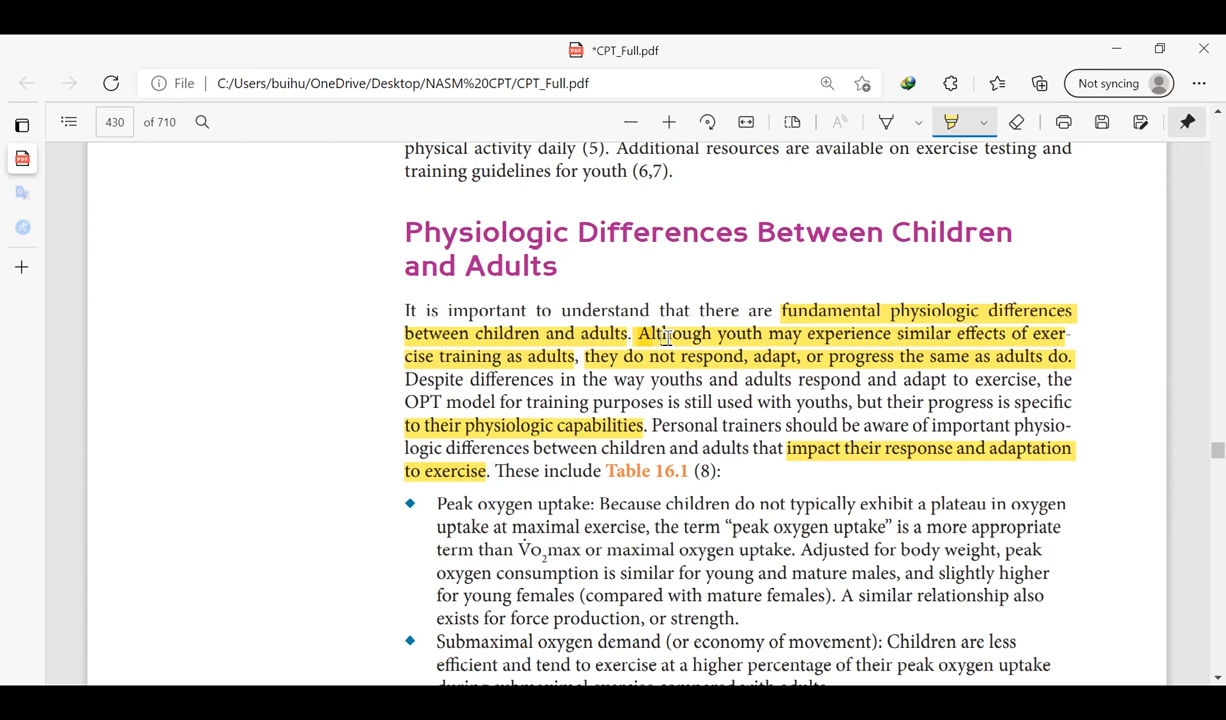 *CPT_Full.pdf
File
C:/Users/buihu/OneDrive/Desktop/NASM%20CPT/CPT_Full.pdf
Not syncing
430 of 710
physical activity daily (5). Additional resources are available on exercise testing and
training guidelines for youth (6,7).
Physiologic Differences Between Children
and Adults
It is important to understand that there are fundamental physiologic differences
between children and adults. Although youth may experience similar effects of exer-
cise training as adults, they do not respond, adapt, or progress the same as adults do.
Despite differences in the way youths and adults respond and adapt to exercise, the
OPT model for training purposes is still used with youths, but their progress is specific
to their physiologic capabilities. Personal trainers should be aware of important physio-
logic differences between children and adults that impact their response and adaptation
to exercise. These include Table 16.1 (8):
◆ Peak oxygen uptake: Because children do not typically exhibit a plateau in oxygen
uptake at maximal exercise, the term “peak oxygen uptake” is a more appropriate
term than V̇o₂max or maximal oxygen uptake. Adjusted for body weight, peak
oxygen consumption is similar for young and mature males, and slightly higher
for young females (compared with mature females). A similar relationship also
exists for force production, or strength.
◆ Submaximal oxygen demand (or economy of movement): Children are less
efficient and tend to exercise at a higher percentage of their peak oxygen uptake
during submaximal exercise compared with adults.